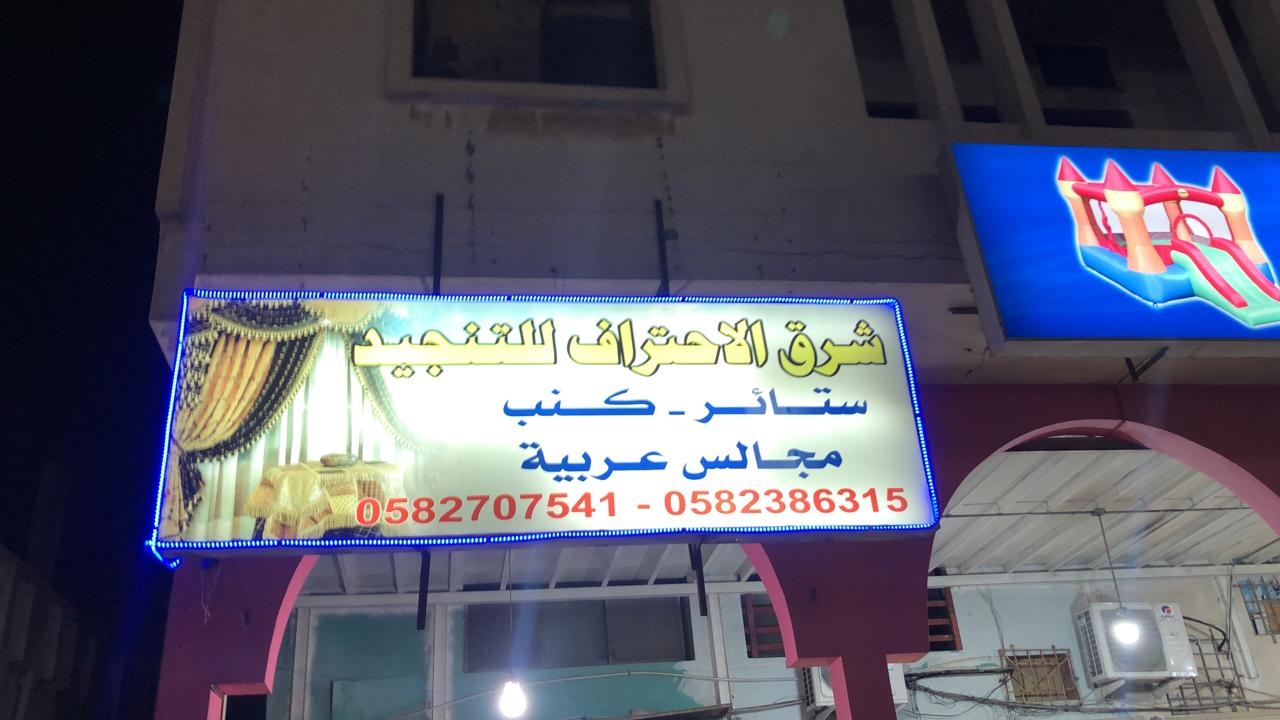 شرق الاحتراف للتنجيد
ستائر - كنب
مجالس عربية
0582707541 - 0582386315